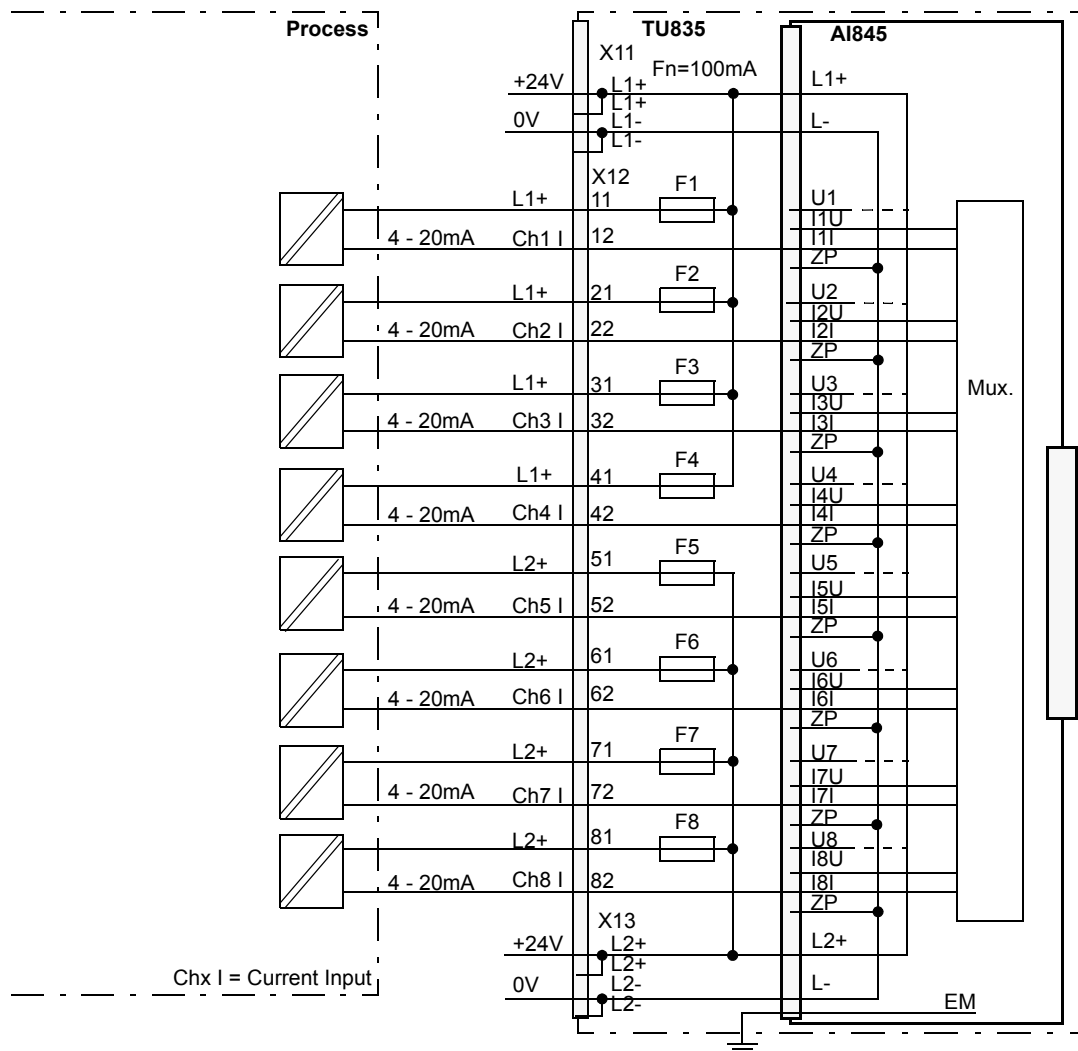 Process
TU835
AI845
X11
Fn=100mA
+24V
L1+
L1+
L1+
0V
L1-
L1-
L-
X12
F1
L1+
11
U1
I1U
4 - 20mA
Ch1 I
12
I1I
ZP
F2
L1+
21
U2
I2U
4 - 20mA
Ch2 I
22
I2I
ZP
F3
L1+
31
U3
I3U
Mux.
4 - 20mA
Ch3 I
32
I3I
ZP
F4
L1+
41
U4
I4U
4 - 20mA
Ch4 I
42
I4I
ZP
F5
L2+
51
U5
I5U
4 - 20mA
Ch5 I
52
I5I
ZP
F6
L2+
61
U6
I6U
4 - 20mA
Ch6 I
62
I6I
ZP
F7
L2+
71
U7
I7U
4 - 20mA
Ch7 I
72
I7I
ZP
F8
L2+
81
U8
I8U
4 - 20mA
Ch8 I
82
I8I
ZP
X13
+24V
L2+
L2+
L2+
0V
L2-
L2-
L-
Chx I = Current Input
EM